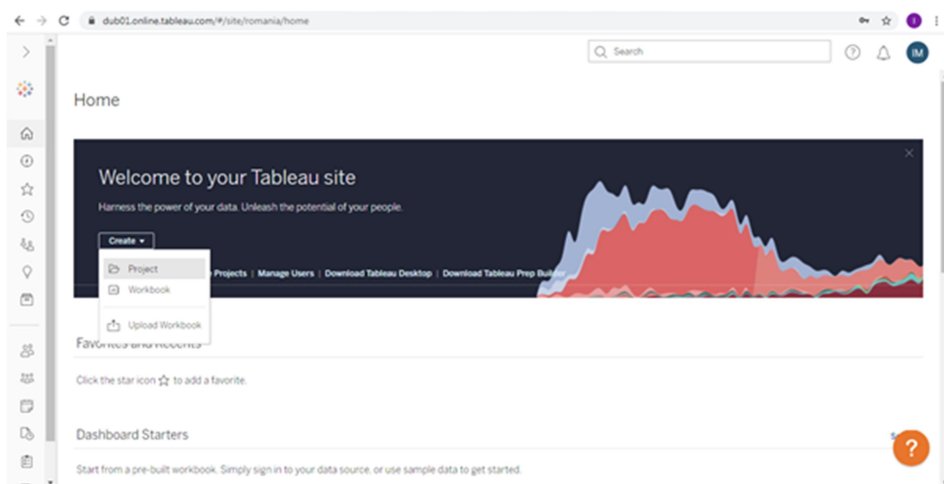 dub01.online.tableau.com/#/site/romania/home
I
Search
IM
Home
Welcome to your Tableau site
Harness the power of your data. Unleash the potential of your people.
Create
Project
Projects | Manage Users | Download Tableau Desktop | Download Tableau Prep Builder
Workbook
Upload Workbook
Favorites and Recents
Click the star icon to add a favorite.
Dashboard Starters
?
Start from a pre-built workbook. Simply sign in to your data source, or use sample data to get started.